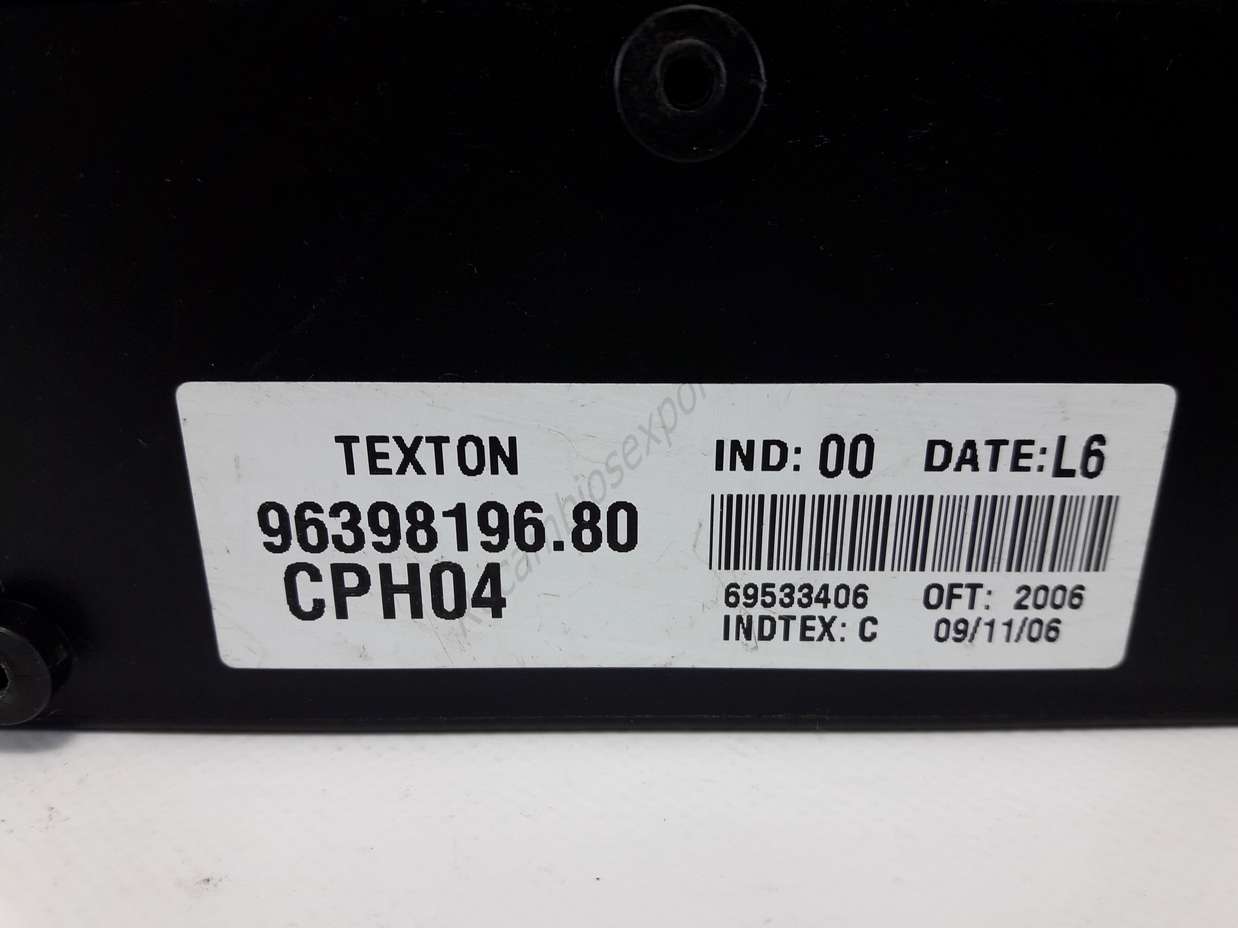 TEXTON
96398196.80
CPH04
IND: 00 DATE: L6
69533406 OFT: 2006
INDTEX: C 09/11/06